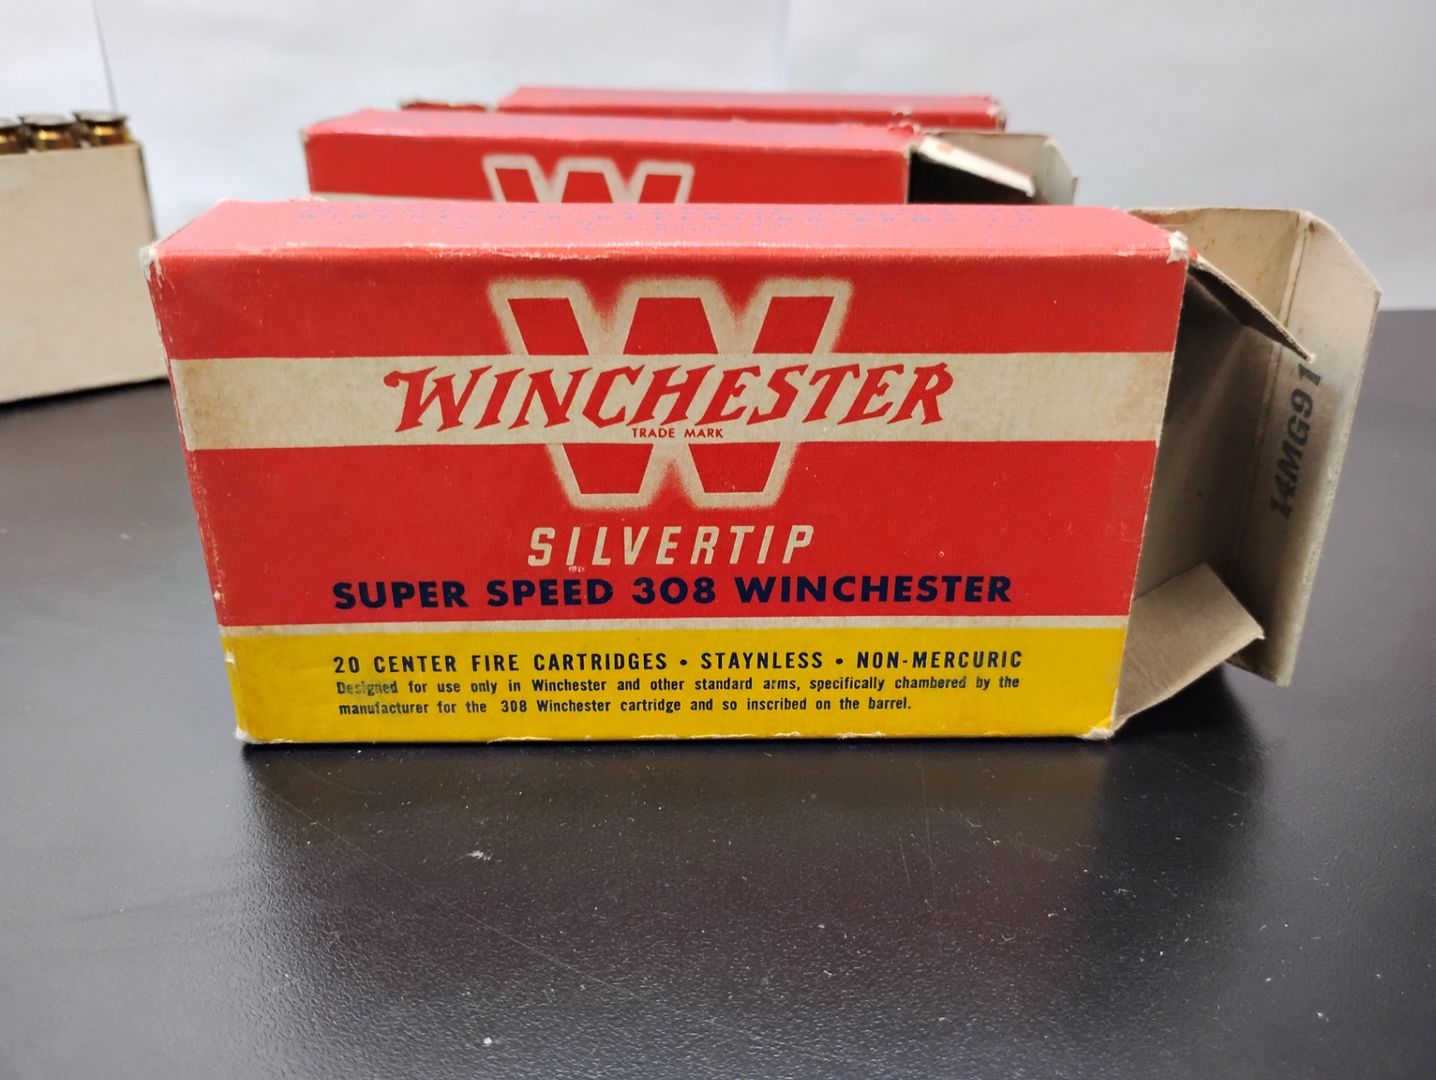 W
W
WINCHESTER
TRADE MARK
SILVERTIP
SUPER SPEED 308 WINCHESTER
20 CENTER FIRE CARTRIDGES • STAYNLESS • NON-MERCURIC
Designed for use only in Winchester and other standard arms, specifically chambered by the
manufacturer for the 308 Winchester cartridge and so inscribed on the barrel.
14MG91